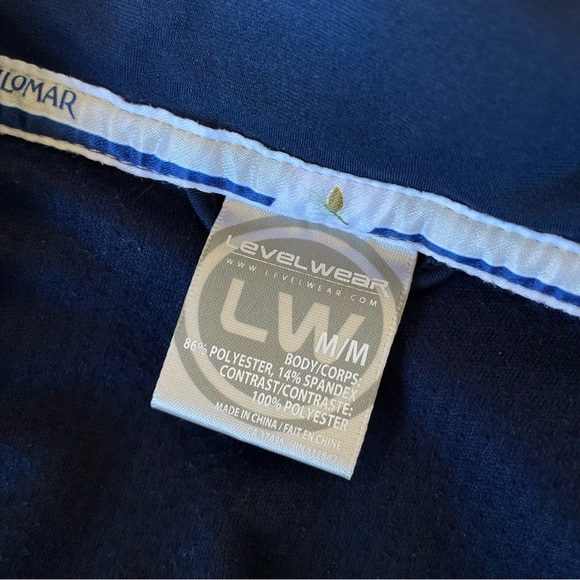 LOMAR
LEVELWEAR
WWW.LEVELWEAR.COM
LW
M/M
BODY/CORPS:
86% POLYESTER, 14% SPANDEX
CONTRAST/CONTRASTE:
100% POLYESTER
MADE IN CHINA / FAIT EN CHINE